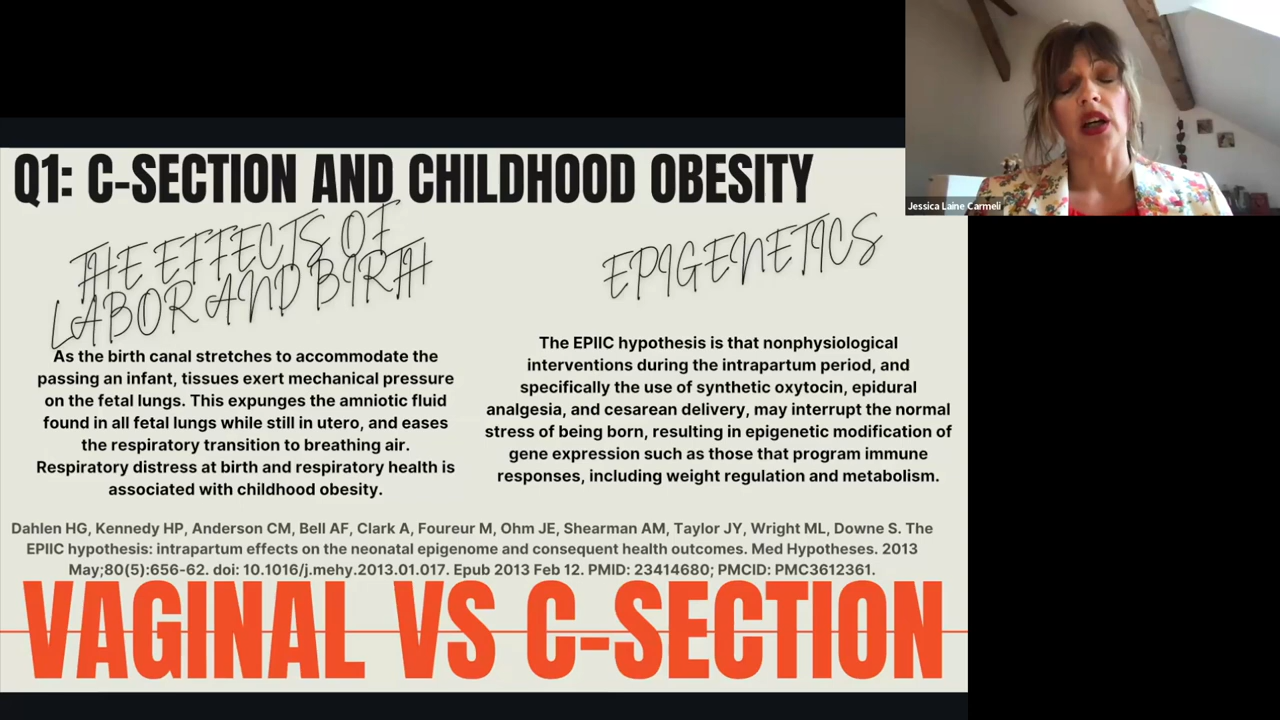 Q1: C-SECTION AND CHILDHOOD OBESITY
THE EFFECTS OF
LABOR AND BIRTH
As the birth canal stretches to accommodate the
passing an infant, tissues exert mechanical pressure
on the fetal lungs. This expunges the amniotic fluid
found in all fetal lungs while still in utero, and eases
the respiratory transition to breathing air.
Respiratory distress at birth and respiratory health is
associated with childhood obesity.
EPIGENETICS
The EPIIC hypothesis is that nonphysiological
interventions during the intrapartum period, and
specifically the use of synthetic oxytocin, epidural
analgesia, and cesarean delivery, may interrupt the normal
stress of being born, resulting in epigenetic modification of
gene expression such as those that program immune
responses, including weight regulation and metabolism.
Dahlen HG, Kennedy HP, Anderson CM, Bell AF, Clark A, Foureur M, Ohm JE, Shearman AM, Taylor JY, Wright ML, Downe S. The
EPIIC hypothesis: intrapartum effects on the neonatal epigenome and consequent health outcomes. Med Hypotheses. 2013
May;80(5):656-62. doi: 10.1016/j.mehy.2013.01.017. Epub 2013 Feb 12. PMID: 23414680; PMCID: PMC3612361.
VAGINAL VS C-SECTION
Jessica Laine Carmeli